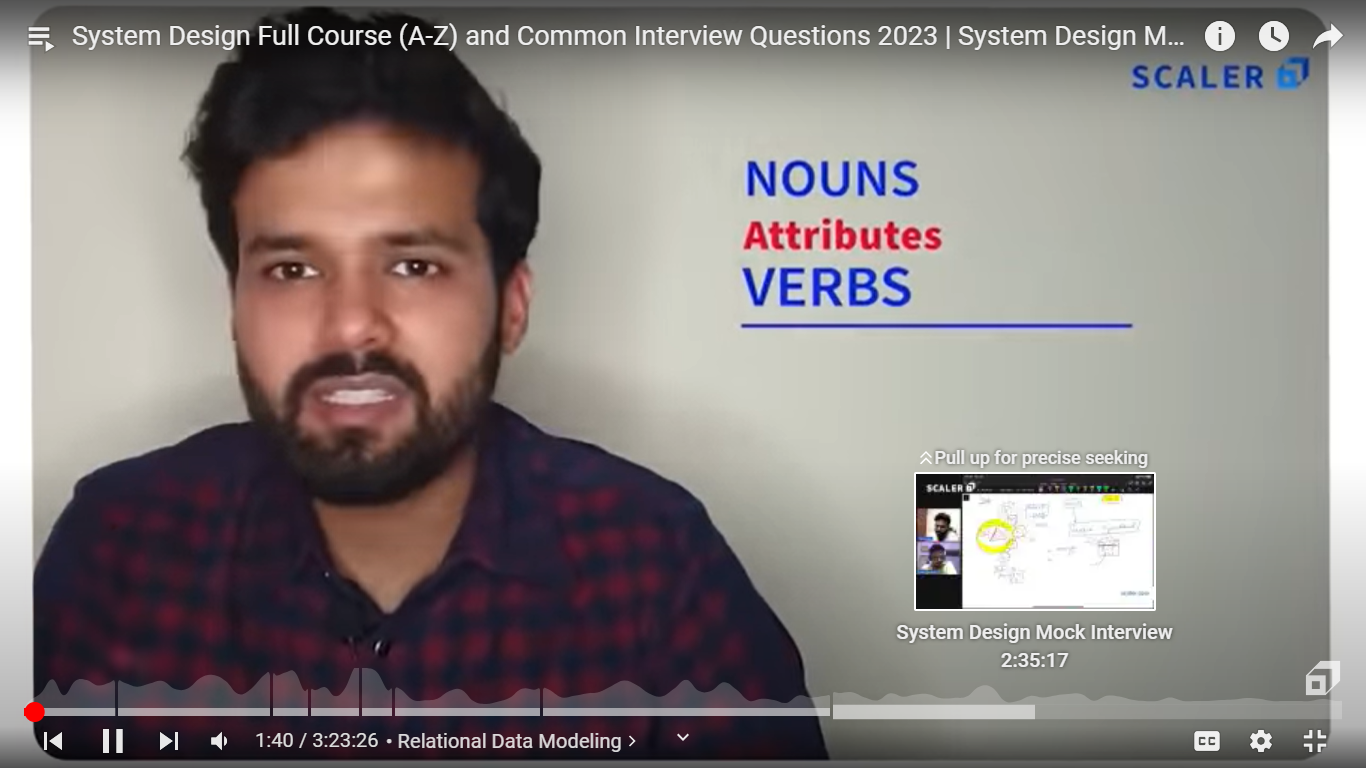 System Design Full Course (A-Z) and Common Interview Questions 2023 | System Design M...
SCALER
NOUNS
Attributes
VERBS
Pull up for precise seeking
SCALER
System Design Mock Interview
2:35:17
1:40 / 3:23:26 • Relational Data Modeling
CC